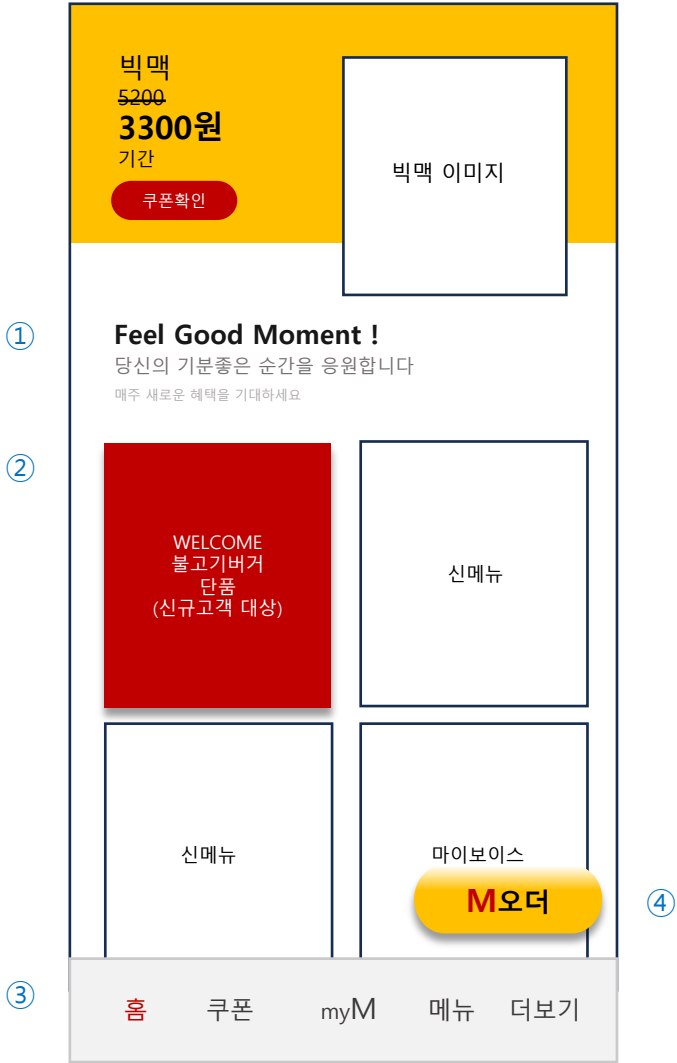 빅맥
5200
3300원
기간
쿠폰확인
빅맥 이미지
①
Feel Good Moment !
당신의 기분좋은 순간을 응원합니다
매주 새로운 혜택을 기대하세요
②
WELCOME
불고기버거
단품
(신규고객 대상)
신메뉴
신메뉴
마이보이스
M오더
④
③
홈
쿠폰
myM
메뉴
더보기